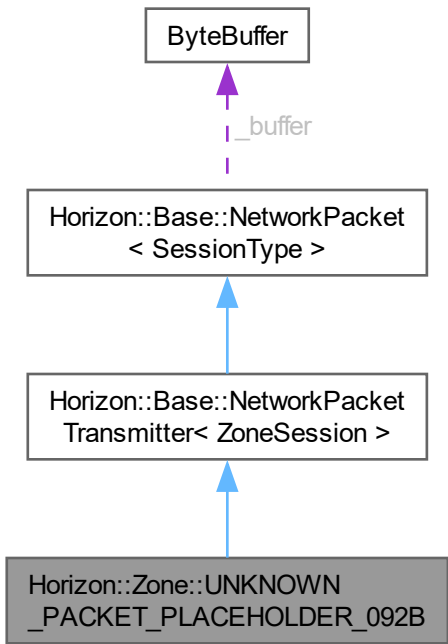 ByteBuffer
_buffer
Horizon::Base::NetworkPacket
< SessionType >
Horizon::Base::NetworkPacket
Transmitter< ZoneSession >
Horizon::Zone::UNKNOWN
_PACKET_PLACEHOLDER_092B